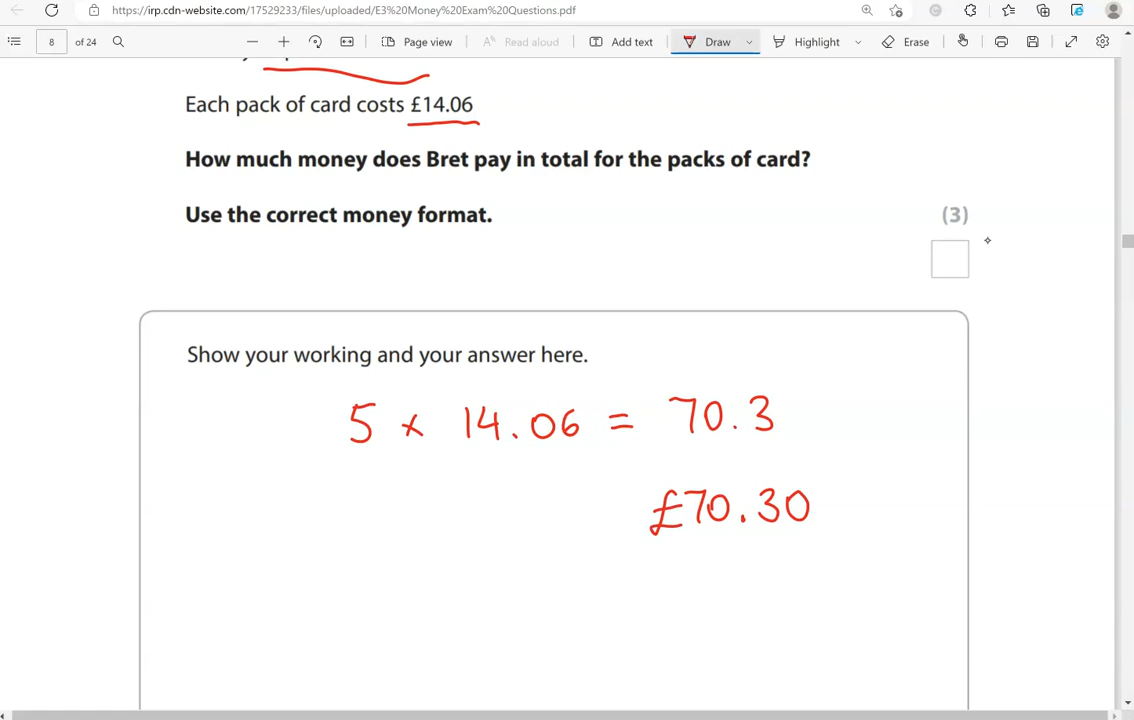 https://irp.cdn-website.com/17529233/files/uploaded/E3%20Money%20Exam%20Questions.pdf
8 of 24 Page view Read aloud Add text Draw Highlight Erase
Each pack of card costs £14.06
How much money does Bret pay in total for the packs of card?
Use the correct money format. (3)
Show your working and your answer here.
5 × 14.06 = 70.3
£70.30